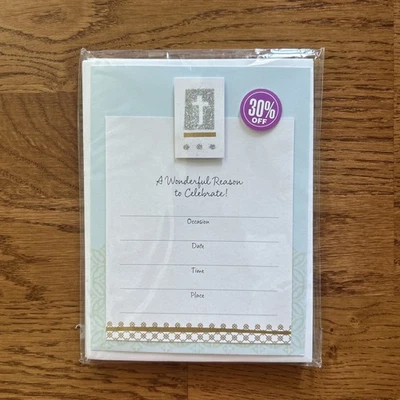 30%
OFF
A Wonderful Reason
to Celebrate!
Occasion
Date
Time
Place